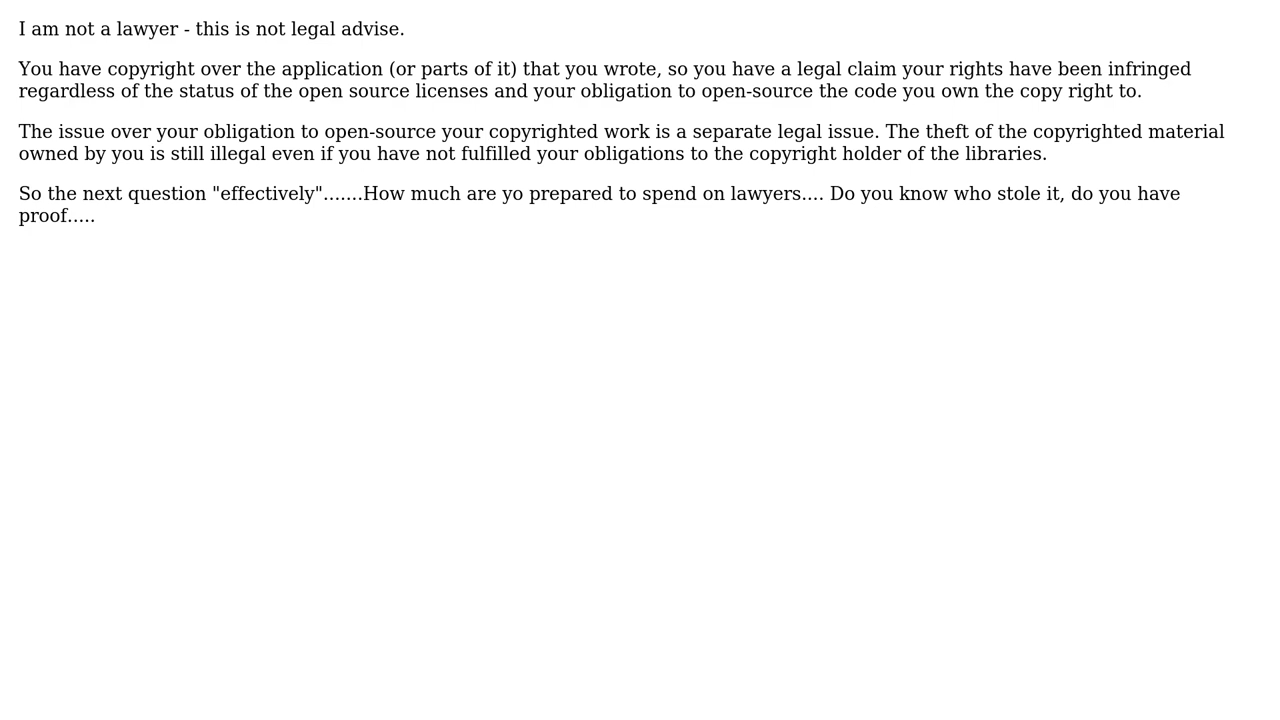 I am not a lawyer - this is not legal advise.
You have copyright over the application (or parts of it) that you wrote, so you have a legal claim your rights have been infringed
regardless of the status of the open source licenses and your obligation to open-source the code you own the copy right to.
The issue over your obligation to open-source your copyrighted work is a separate legal issue. The theft of the copyrighted material
owned by you is still illegal even if you have not fulfilled your obligations to the copyright holder of the libraries.
So the next question "effectively".......How much are yo prepared to spend on lawyers.... Do you know who stole it, do you have
proof.....